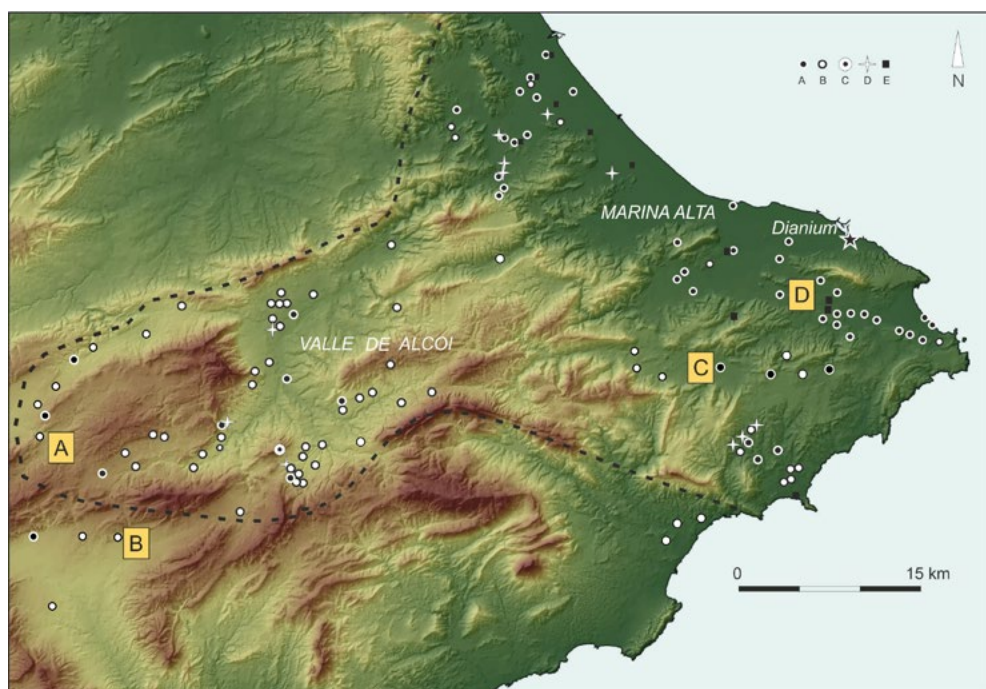 A B C D E
N
MARINA ALTA
Dianium
D
VALLE DE ALCOI
C
A
B
0 15 km